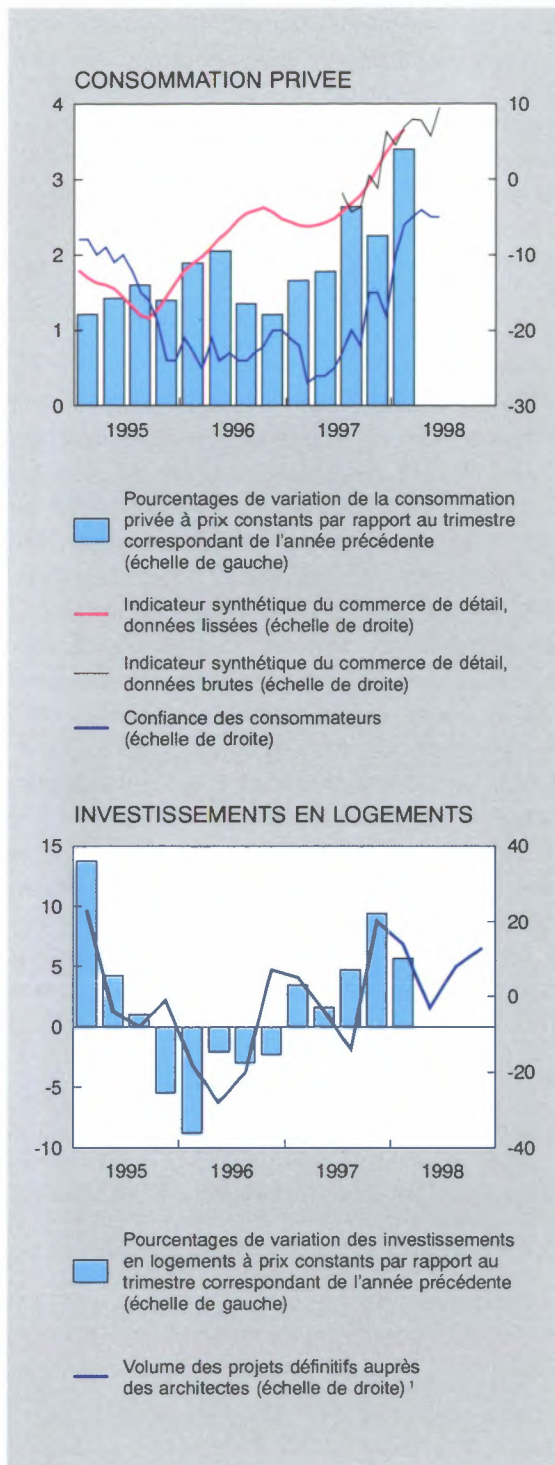 CONSOMMATION PRIVEE
4 10
3 0
2 -10
1 -20
0 -30
1995 1996 1997 1998
Pourcentages de variation de la consommation
privée à prix constants par rapport au trimestre
correspondant de l'année précédente
(échelle de gauche)
Indicateur synthétique du commerce de détail,
données lissées (échelle de droite)
Indicateur synthétique du commerce de détail,
données brutes (échelle de droite)
Confiance des consommateurs
(échelle de droite)
INVESTISSEMENTS EN LOGEMENTS
15 40
10 20
5 0
0
-5 -20
-10 -40
1995 1996 1997 1998
Pourcentages de variation des investissements
en logements à prix constants par rapport au
trimestre correspondant de l'année précédente
(échelle de gauche)
Volume des projets définitifs auprès
des architectes (échelle de droite) ¹